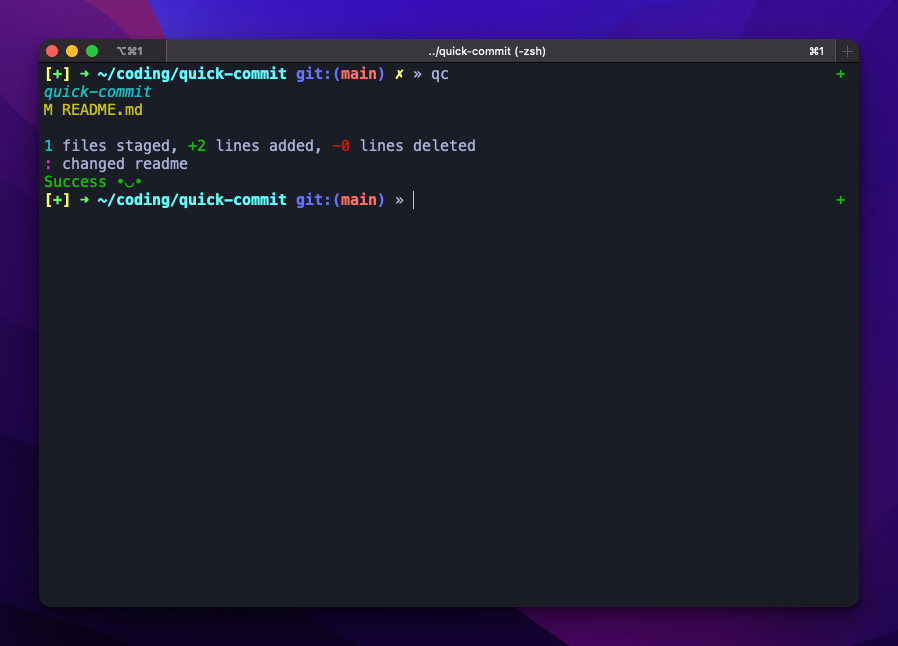 ⌥⌘1 ../quick-commit (-zsh) ⌘1 +
[+] → ~/coding/quick-commit git:(main) ✗ » qc +
quick-commit
M README.md
1 files staged, +2 lines added, -0 lines deleted
: changed readme
Success •◡•
[+] → ~/coding/quick-commit git:(main) » +